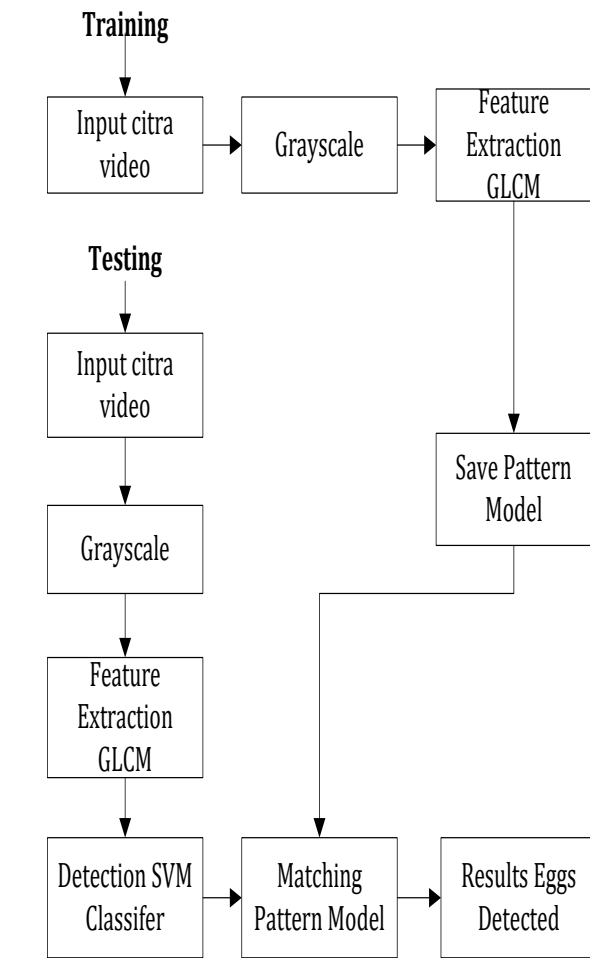 Training
Input citra
video
Grayscale
Feature
Extraction
GLCM
Testing
Input citra
video
Grayscale
Feature
Extraction
GLCM
Save Pattern
Model
Detection SVM
Classifer
Matching
Pattern Model
Results Eggs
Detected